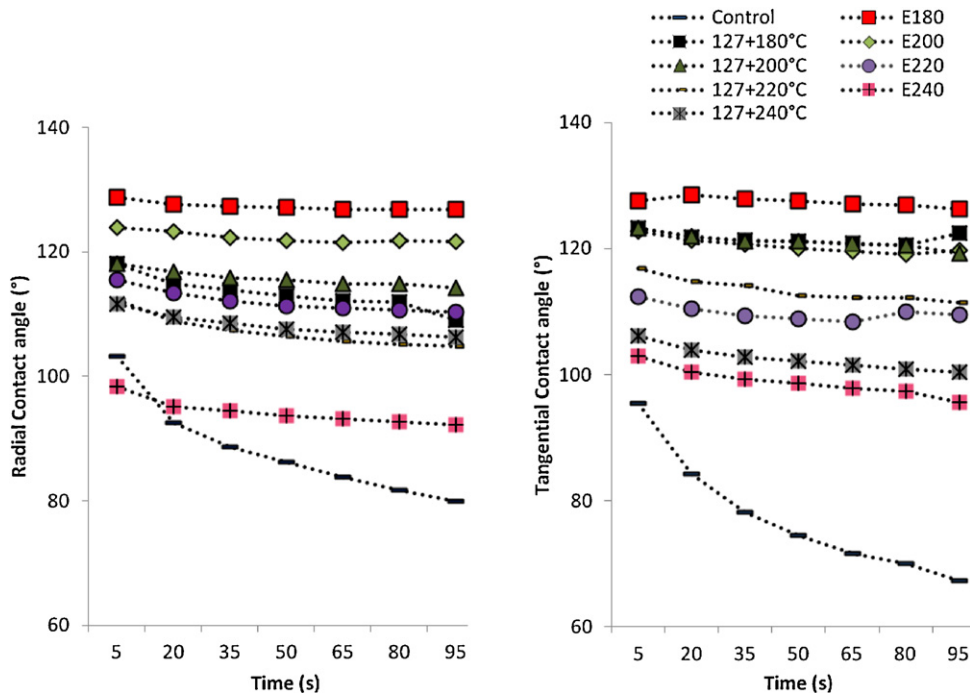 Control
E180
127+180°C
E200
127+200°C
E220
127+220°C
E240
127+240°C
140
120
100
80
60
Radial Contact angle (°)
5 20 35 50 65 80 95
Time (s)
140
120
100
80
60
Tangential Contact angle (°)
5 20 35 50 65 80 95
Time (s)